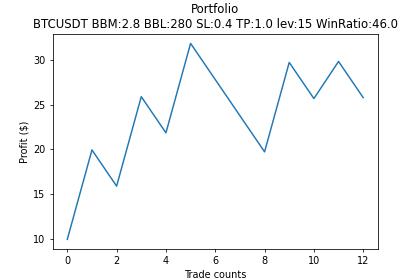 Portfolio
BTCUSDT BBM:2.8 BBL:280 SL:0.4 TP:1.0 lev:15 WinRatio:46.0
30
25
20
15
10
Profit ($)
0 2 4 6 8 10 12
Trade counts